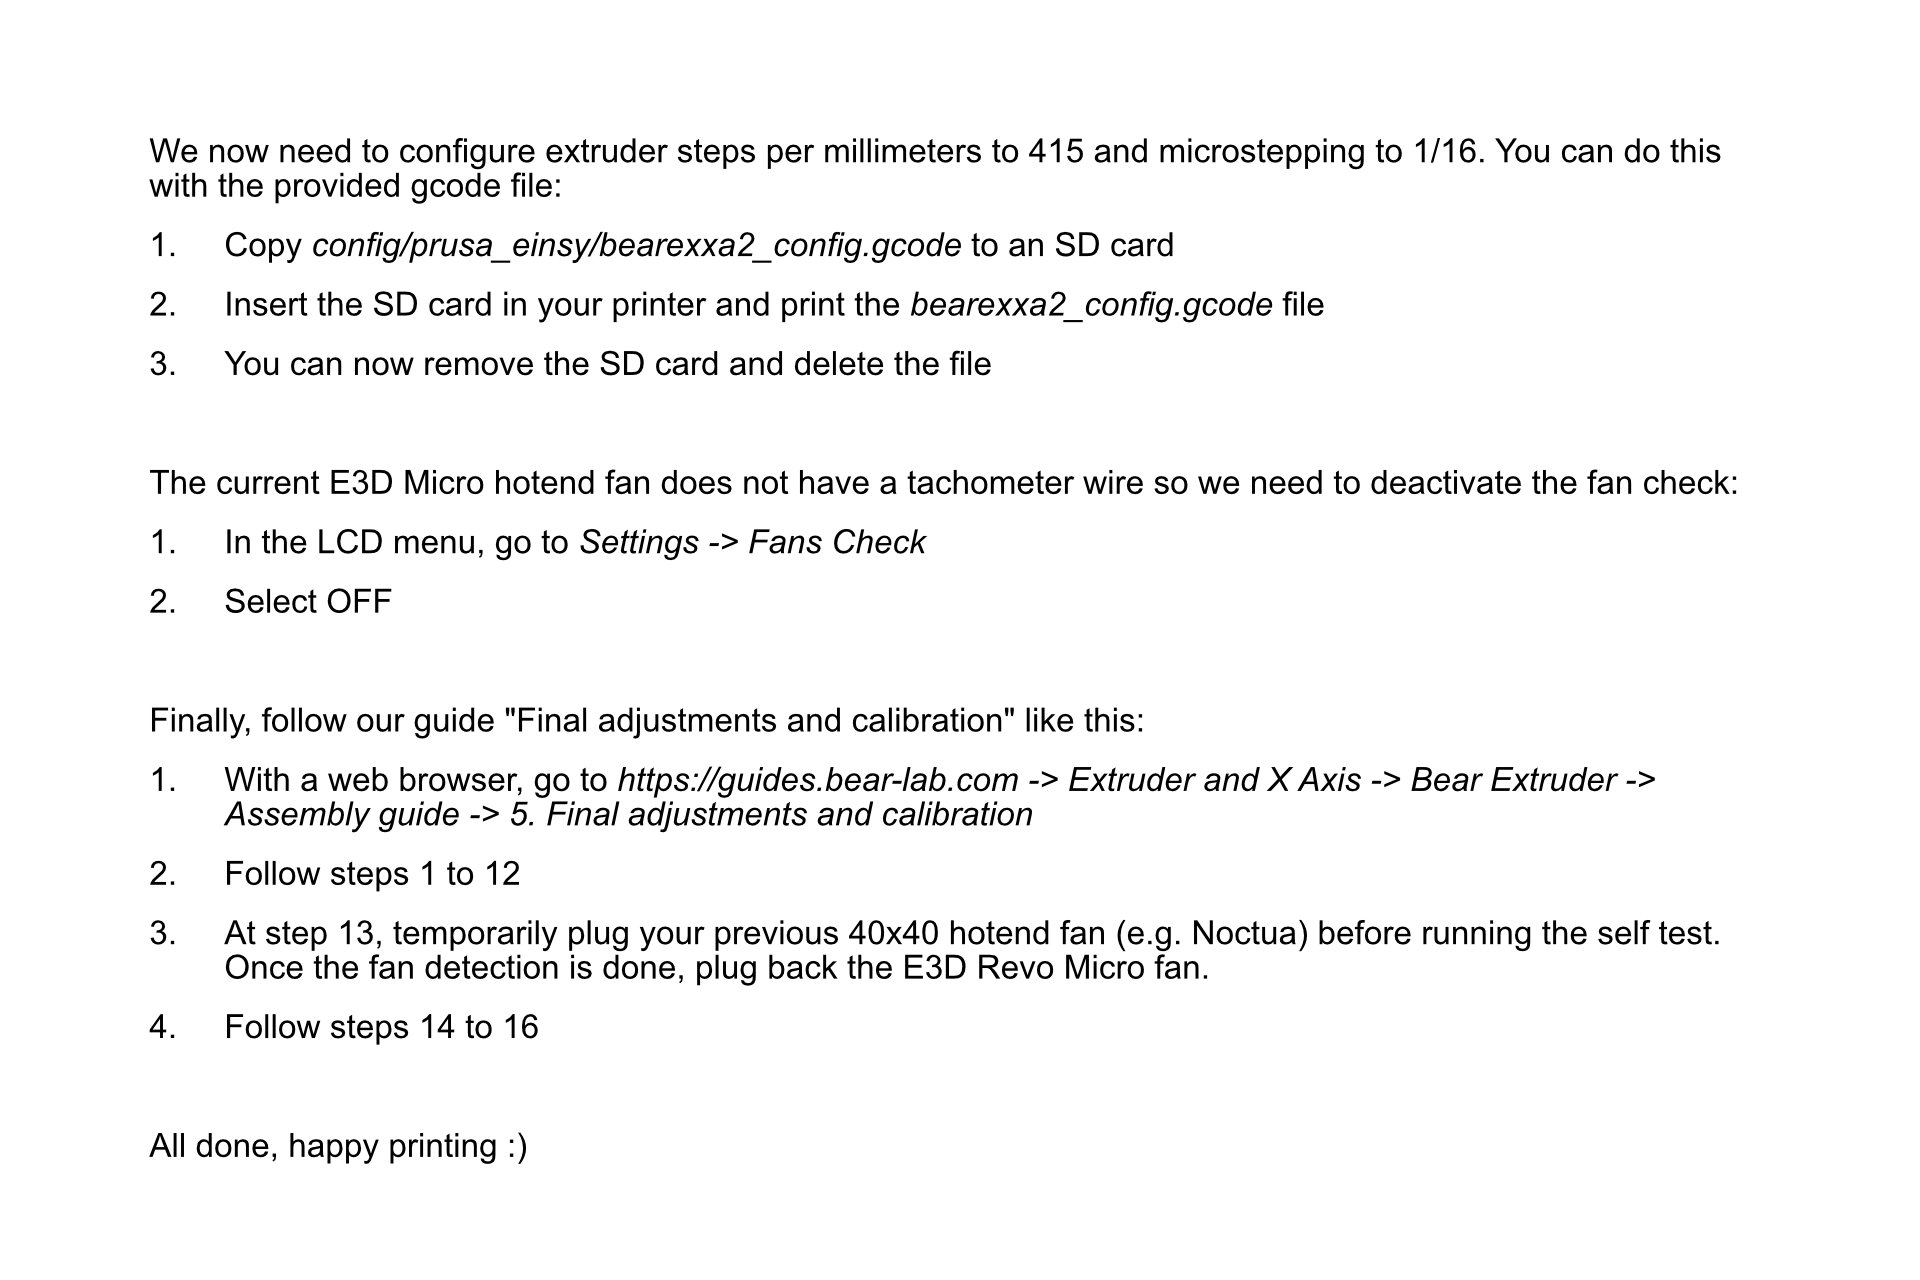 We now need to configure extruder steps per millimeters to 415 and microstepping to 1/16. You can do this
with the provided gcode file:
1. Copy config/prusa_einsy/bearexxa2_config.gcode to an SD card
2. Insert the SD card in your printer and print the bearexxa2_config.gcode file
3. You can now remove the SD card and delete the file
The current E3D Micro hotend fan does not have a tachometer wire so we need to deactivate the fan check:
1. In the LCD menu, go to Settings -> Fans Check
2. Select OFF
Finally, follow our guide "Final adjustments and calibration" like this:
1. With a web browser, go to https://guides.bear-lab.com -> Extruder and X Axis -> Bear Extruder ->
Assembly guide -> 5. Final adjustments and calibration
2. Follow steps 1 to 12
3. At step 13, temporarily plug your previous 40x40 hotend fan (e.g. Noctua) before running the self test.
Once the fan detection is done, plug back the E3D Revo Micro fan.
4. Follow steps 14 to 16
All done, happy printing :)